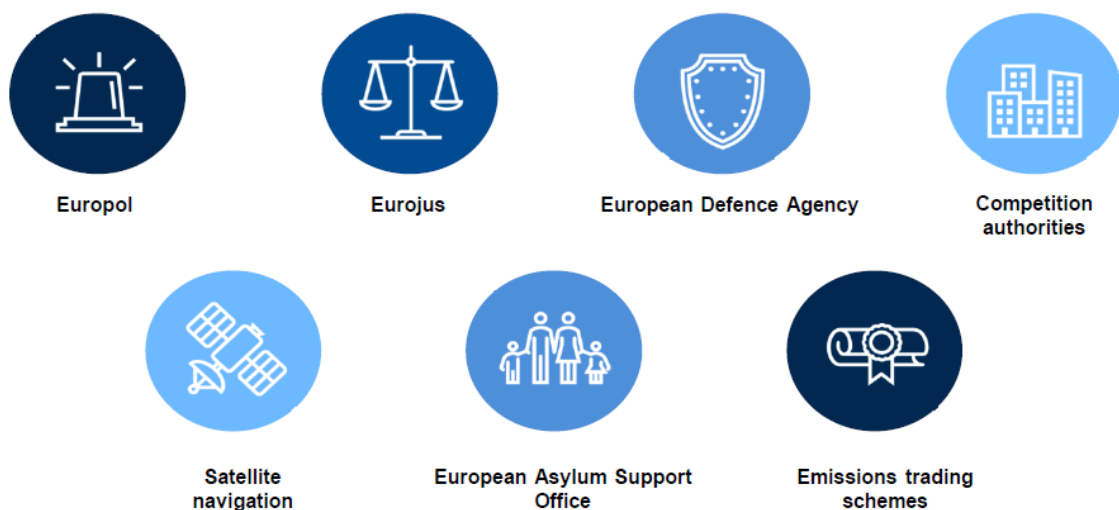 Europol
Eurojus
European Defence Agency
Competition
authorities
Satellite
navigation
European Asylum Support
Office
Emissions trading
schemes